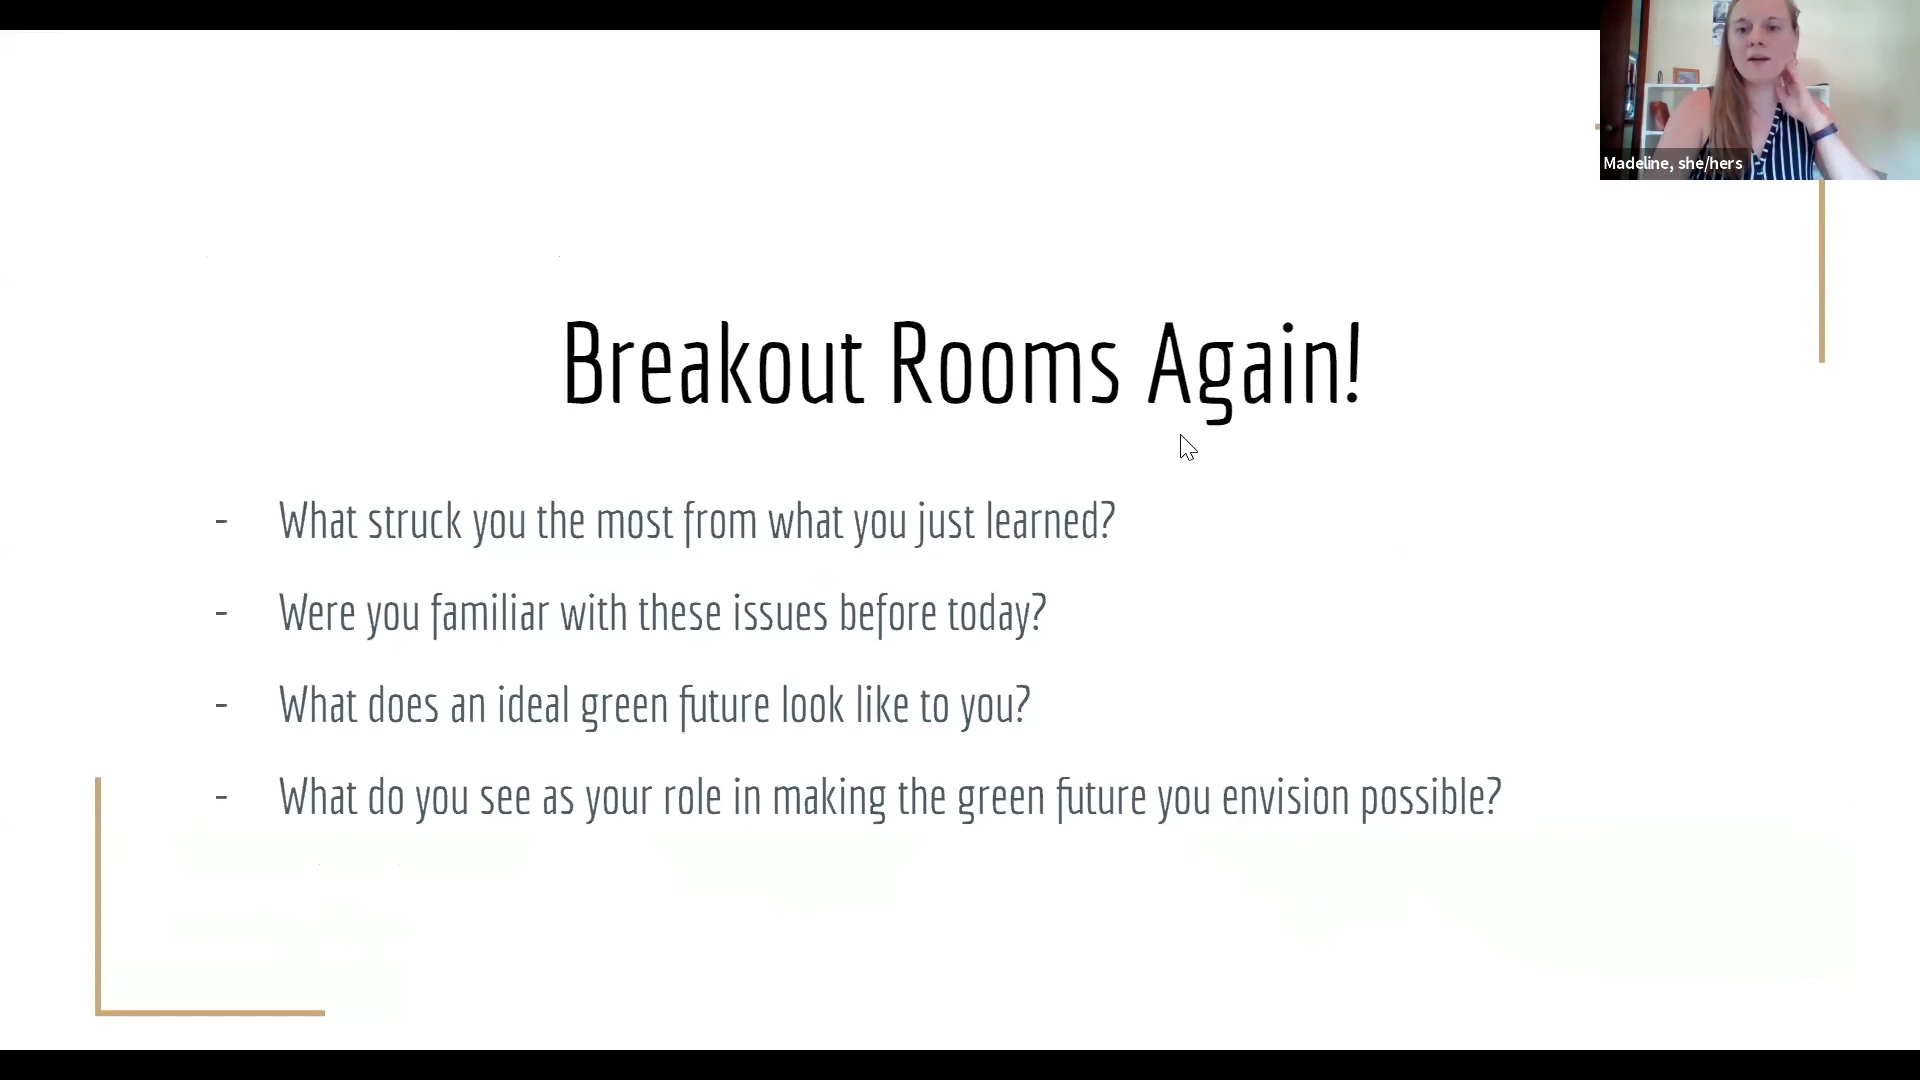 Madeline, she/hers
Breakout Rooms Again!
- What struck you the most from what you just learned?
- Were you familiar with these issues before today?
- What does an ideal green future look like to you?
- What do you see as your role in making the green future you envision possible?